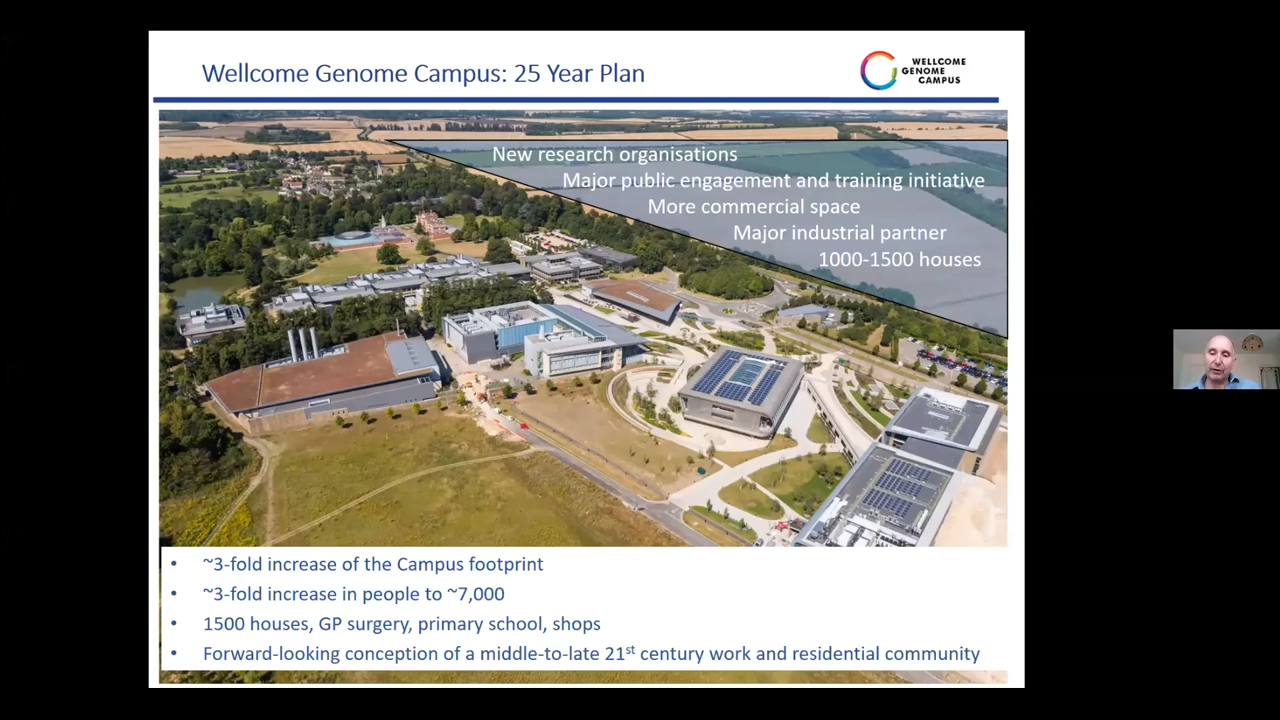 Wellcome Genome Campus: 25 Year Plan
WELLCOME
GENOME
CAMPUS
New research organisations
Major public engagement and training initiative
More commercial space
Major industrial partner
1000-1500 houses
• ~3-fold increase of the Campus footprint
• ~3-fold increase in people to ~7,000
• 1500 houses, GP surgery, primary school, shops
• Forward-looking conception of a middle-to-late 21st century work and residential community